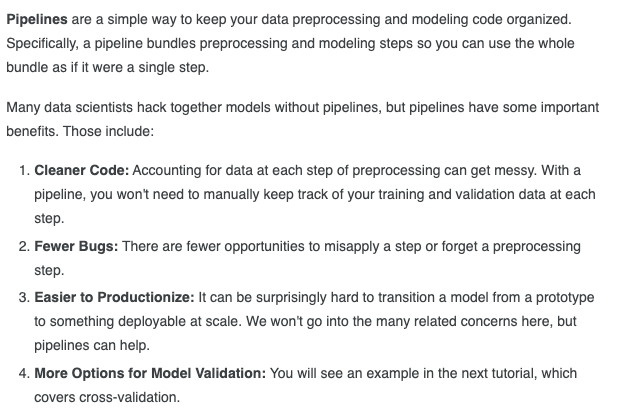 Pipelines are a simple way to keep your data preprocessing and modeling code organized.
Specifically, a pipeline bundles preprocessing and modeling steps so you can use the whole
bundle as if it were a single step.
Many data scientists hack together models without pipelines, but pipelines have some important
benefits. Those include:
1. Cleaner Code: Accounting for data at each step of preprocessing can get messy. With a
pipeline, you won't need to manually keep track of your training and validation data at each
step.
2. Fewer Bugs: There are fewer opportunities to misapply a step or forget a preprocessing
step.
3. Easier to Productionize: It can be surprisingly hard to transition a model from a prototype
to something deployable at scale. We won't go into the many related concerns here, but
pipelines can help.
4. More Options for Model Validation: You will see an example in the next tutorial, which
covers cross-validation.